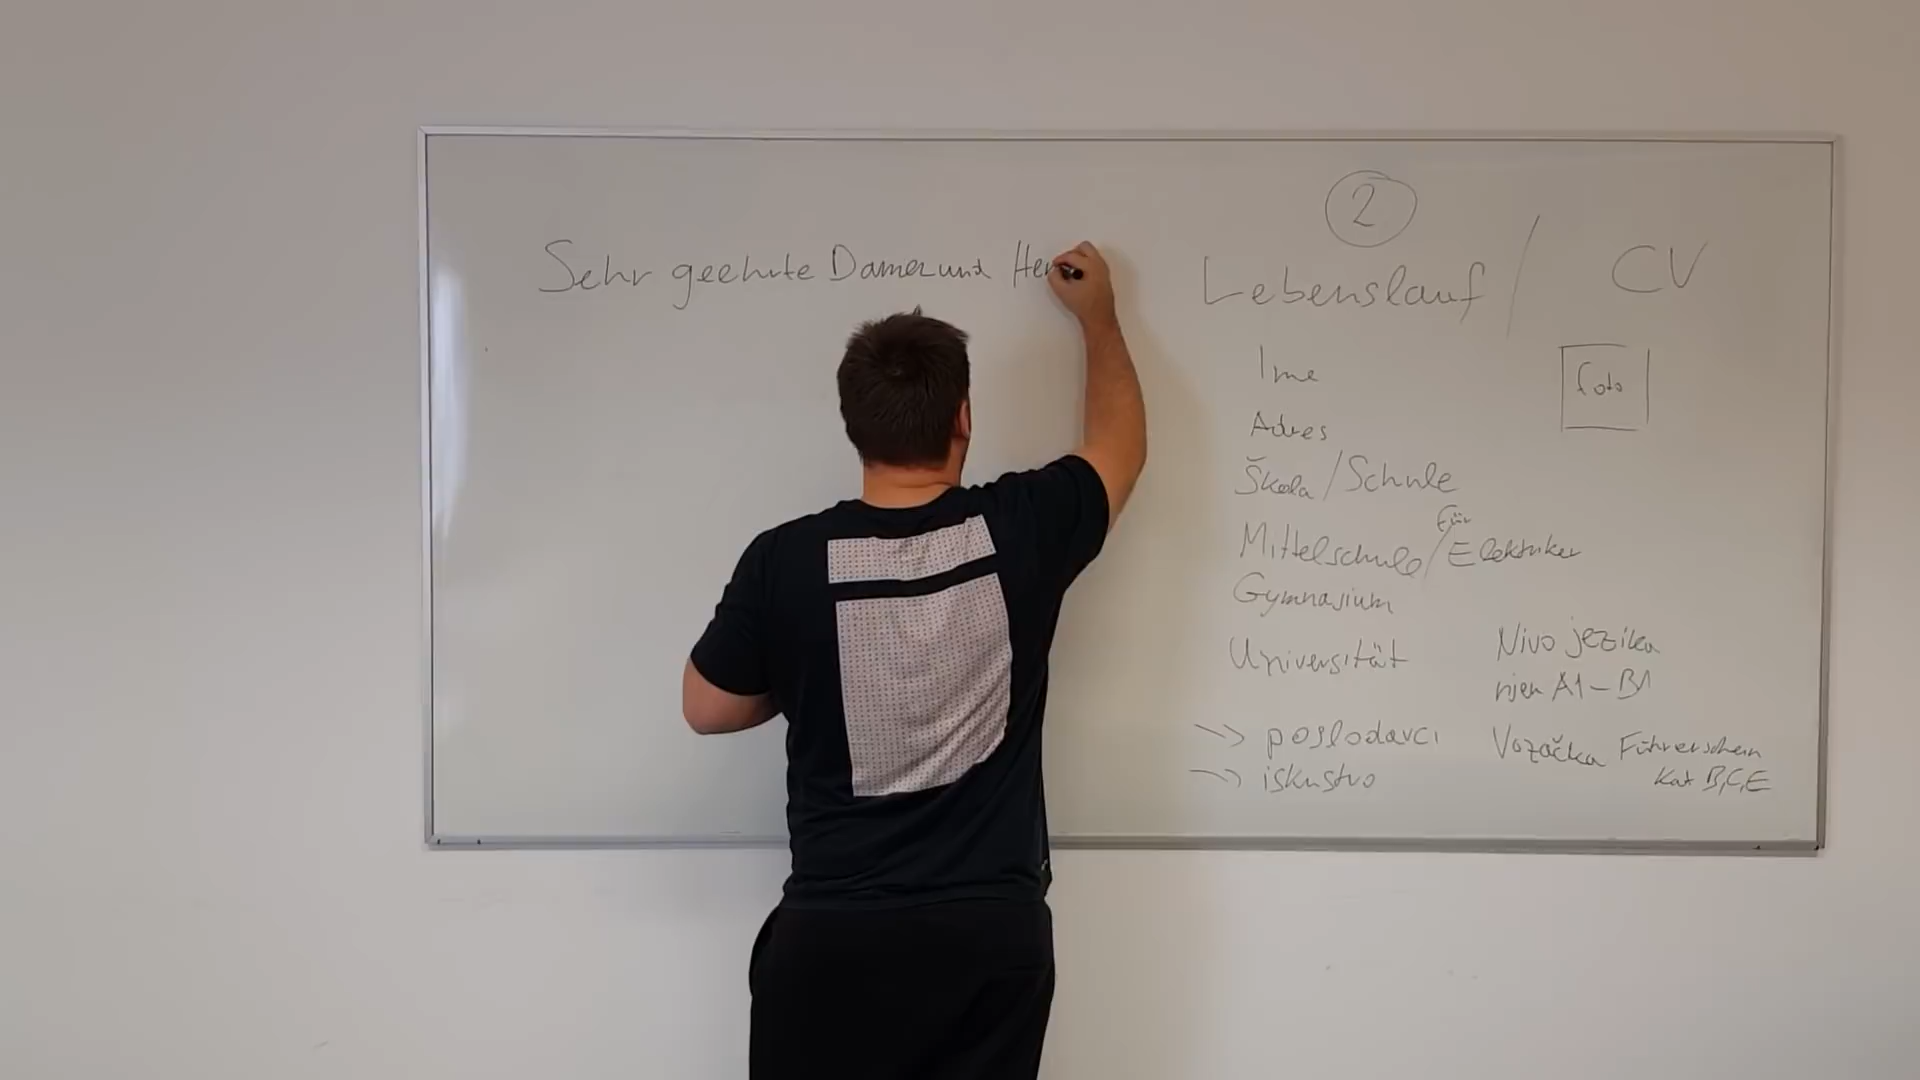 Sehr geehrte Damen und Her
2
Lebenslauf / CV
Ime
foto
Adres
Škola / Schule
Mittelschule / für Elektriker
Gymnasium
Universität
Nivo jezika
njem A1 - B1
→ poslodavci
→ iskustvo
Vozačka Führerschein
Kat B,C,E